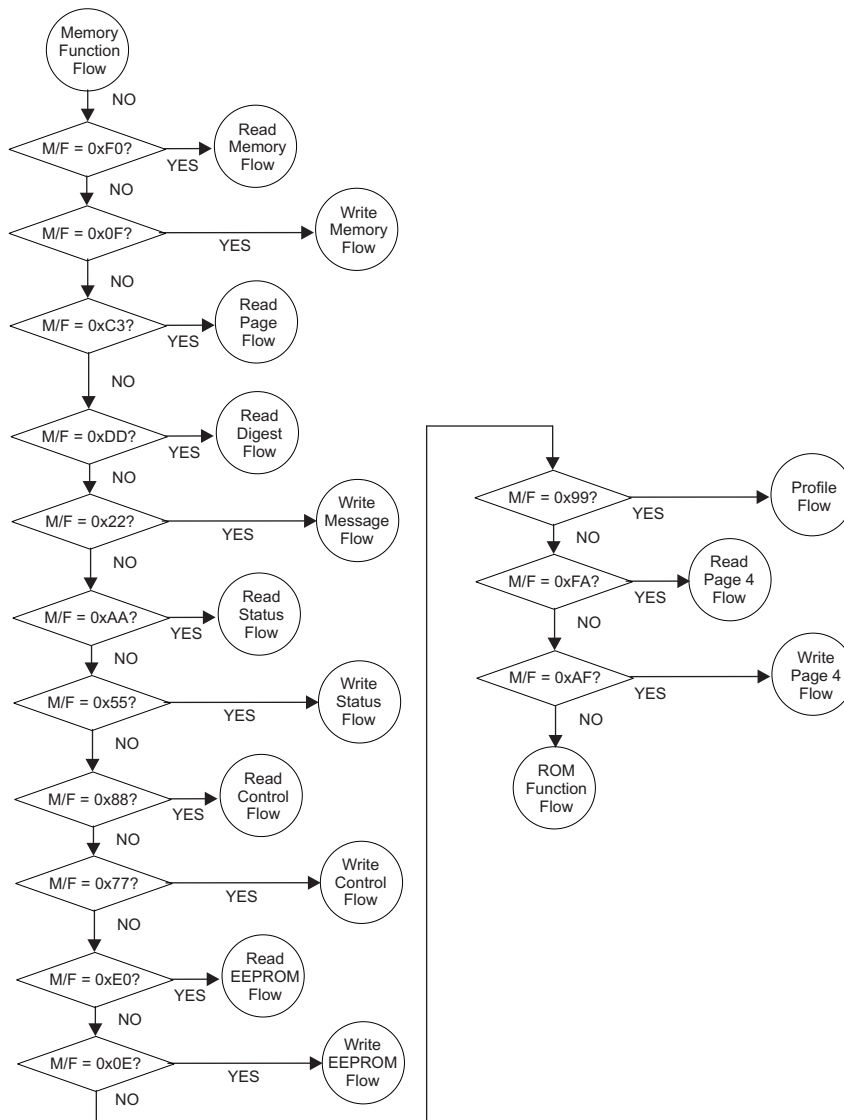 Memory
Function
Flow
NO
M/F = 0xF0?
YES
Read
Memory
Flow
NO
M/F = 0x0F?
YES
Write
Memory
Flow
NO
M/F = 0xC3?
YES
Read
Page
Flow
NO
M/F = 0xDD?
YES
Read
Digest
Flow
NO
M/F = 0x22?
YES
Write
Message
Flow
NO
M/F = 0xAA?
YES
Read
Status
Flow
NO
M/F = 0x55?
YES
Write
Status
Flow
NO
M/F = 0x88?
YES
Read
Control
Flow
NO
M/F = 0x77?
YES
Write
Control
Flow
NO
M/F = 0xE0?
YES
Read
EEPROM
Flow
NO
M/F = 0x0E?
YES
Write
EEPROM
Flow
NO
M/F = 0x99?
YES
Profile
Flow
NO
M/F = 0xFA?
YES
Read
Page 4
Flow
NO
M/F = 0xAF?
YES
Write
Page 4
Flow
NO
ROM
Function
Flow